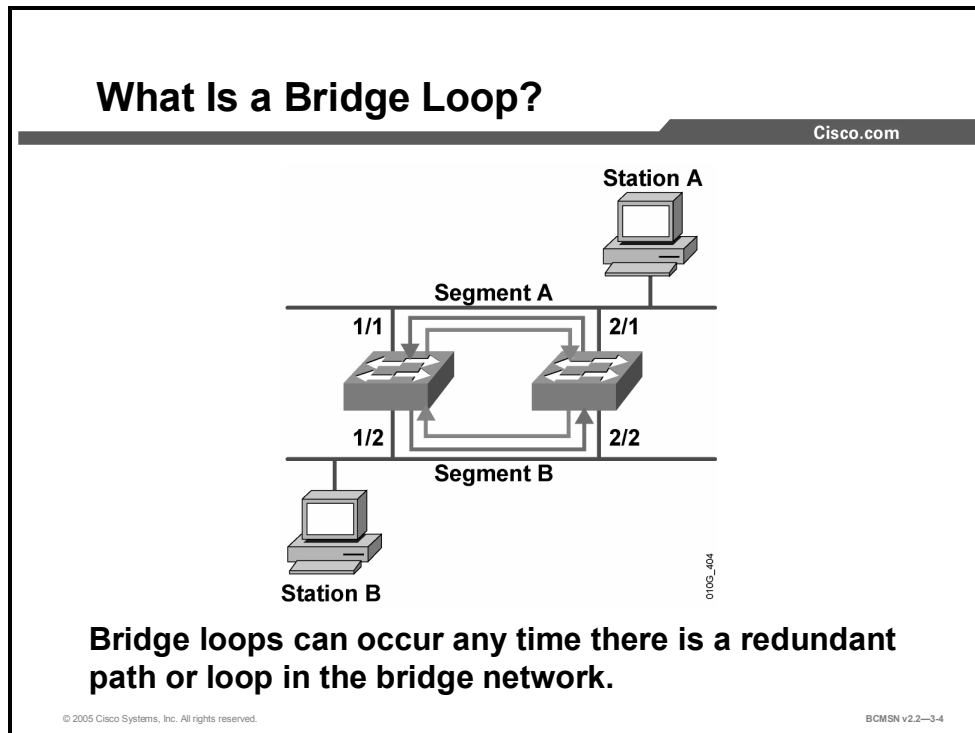 What Is a Bridge Loop?
Cisco.com
Station A
Segment A
1/1
2/1
1/2
2/2
Segment B
Station B
010G_404
Bridge loops can occur any time there is a redundant
path or loop in the bridge network.
© 2005 Cisco Systems, Inc. All rights reserved.
BCMSN v2.2—3-4